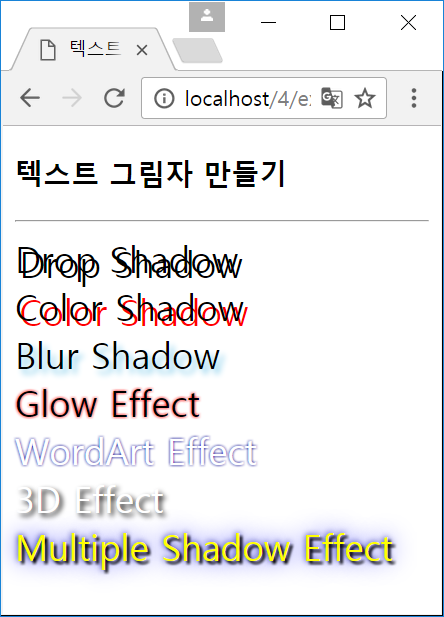 텍스트
localhost/4/ex
텍스트 그림자 만들기
Drop Shadow
Color Shadow
Blur Shadow
Glow Effect
WordArt Effect
3D Effect
Multiple Shadow Effect